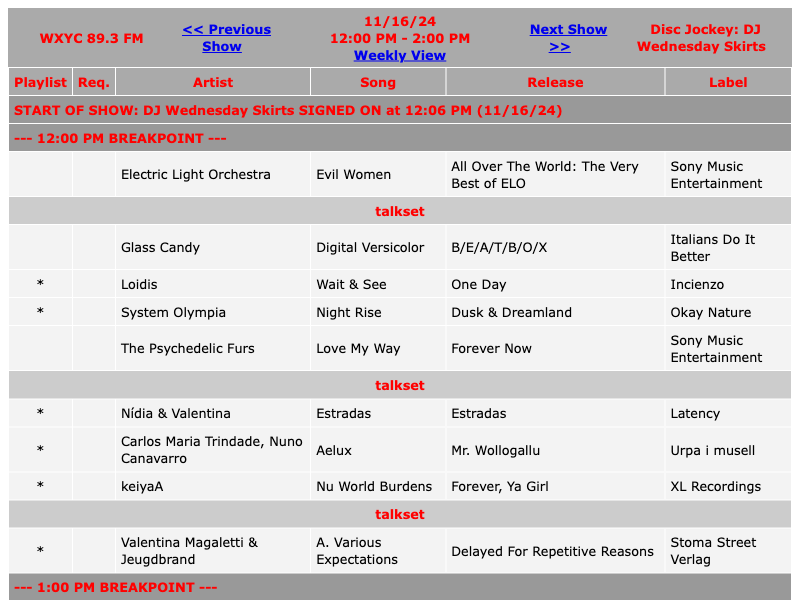 WXYC 89.3 FM
<< Previous
Show
11/16/24
12:00 PM - 2:00 PM
Weekly View
Next Show
>>
Disc Jockey: DJ
Wednesday Skirts
Playlist Req. Artist Song Release Label
START OF SHOW: DJ Wednesday Skirts SIGNED ON at 12:06 PM (11/16/24)
--- 12:00 PM BREAKPOINT ---
Electric Light Orchestra
Evil Women
All Over The World: The Very
Best of ELO
Sony Music
Entertainment
talkset
Glass Candy
Digital Versicolor
B/E/A/T/B/O/X
Italians Do It
Better
* Loidis Wait & See One Day Incienzo
* System Olympia Night Rise Dusk & Dreamland Okay Nature
The Psychedelic Furs
Love My Way
Forever Now
Sony Music
Entertainment
talkset
* Nídia & Valentina Estradas Estradas Latency
*
Carlos Maria Trindade, Nuno
Canavarro
Aelux
Mr. Wollogallu
Urpa i musell
* keiyaA Nu World Burdens Forever, Ya Girl XL Recordings
talkset
*
Valentina Magaletti &
Jeugdbrand
A. Various
Expectations
Delayed For Repetitive Reasons
Stoma Street
Verlag
--- 1:00 PM BREAKPOINT ---